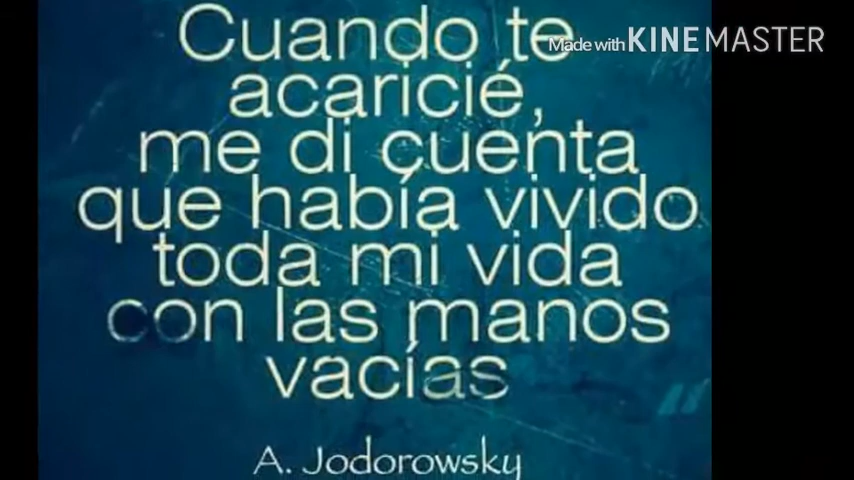 Cuando te
Made with KINEMASTER
acaricié,
me di cuenta
que había vivido
toda mi vida
con las manos
vacías
A. Jodorowsky